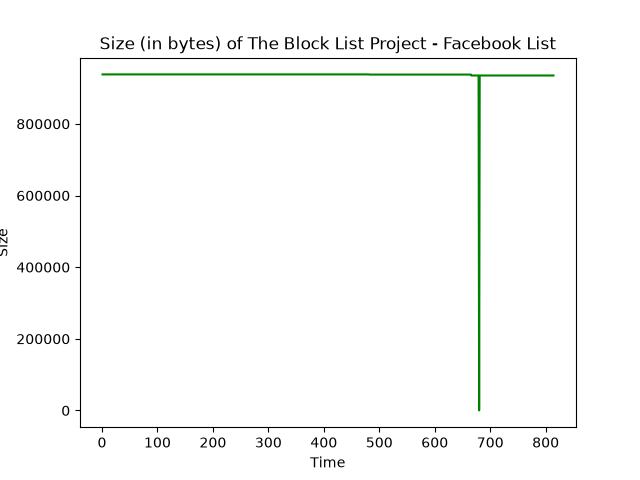 Size (in bytes) of The Block List Project - Facebook List
800000
600000
400000
200000
0
Size
0 100 200 300 400 500 600 700 800
Time